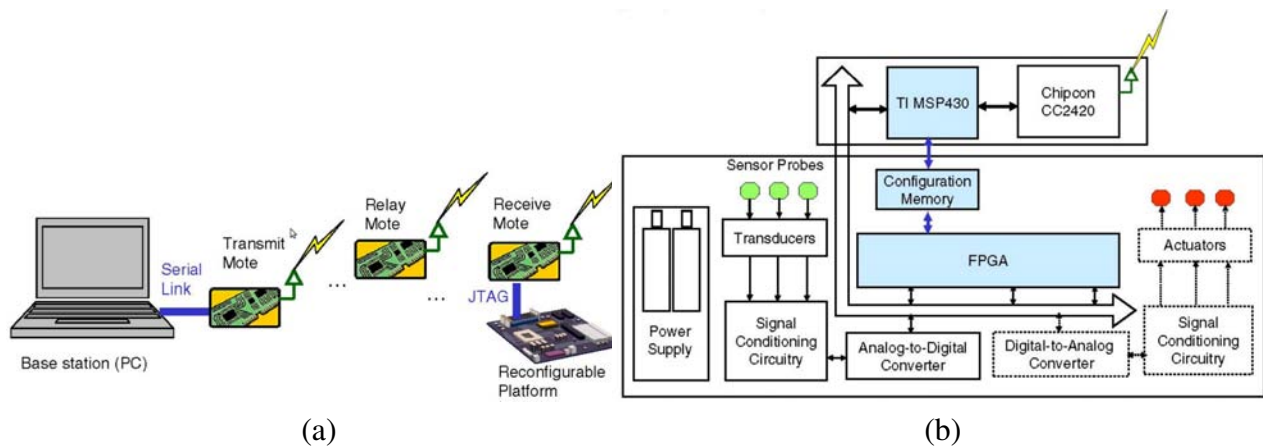 Base station (PC)
Serial
Link
Transmit
Mote
...
Relay
Mote
...
Receive
Mote
JTAG
Reconfigurable
Platform
(a)
b.
TI MSP430
Chipcon
CC2420
Sensor Probes
Configuration
Memory
Transducers
FPGA
Actuators
Power
Supply
Signal
Conditioning
Circuitry
Analog-to-Digital
Converter
Digital-to-Analog
Converter
Signal
Conditioning
Circuitry
(b)